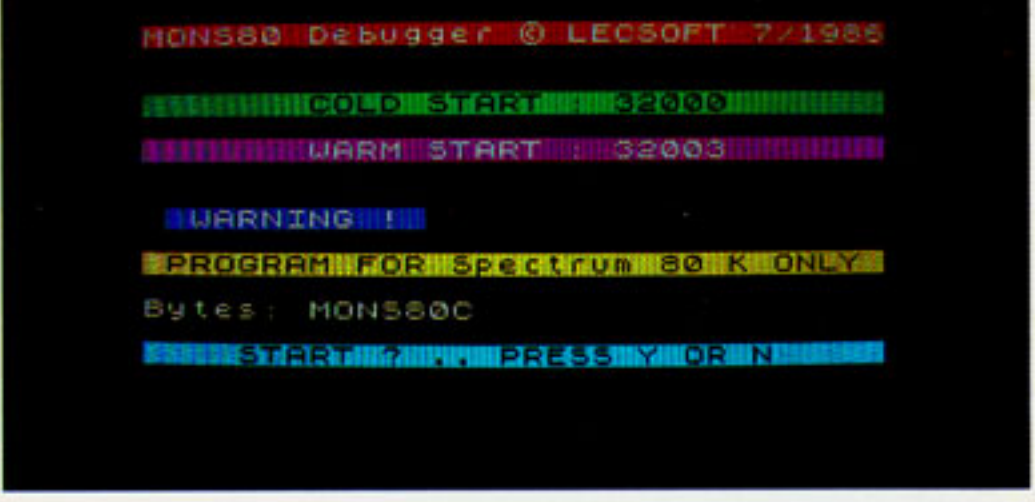 MONS80 Debugger © LECSOFT 7/1986
COLD START : 32000
WARM START : 32003
WARNING !
PROGRAM FOR Spectrum 80 K ONLY
Bytes: MONS80C
START ? .. PRESS Y OR N